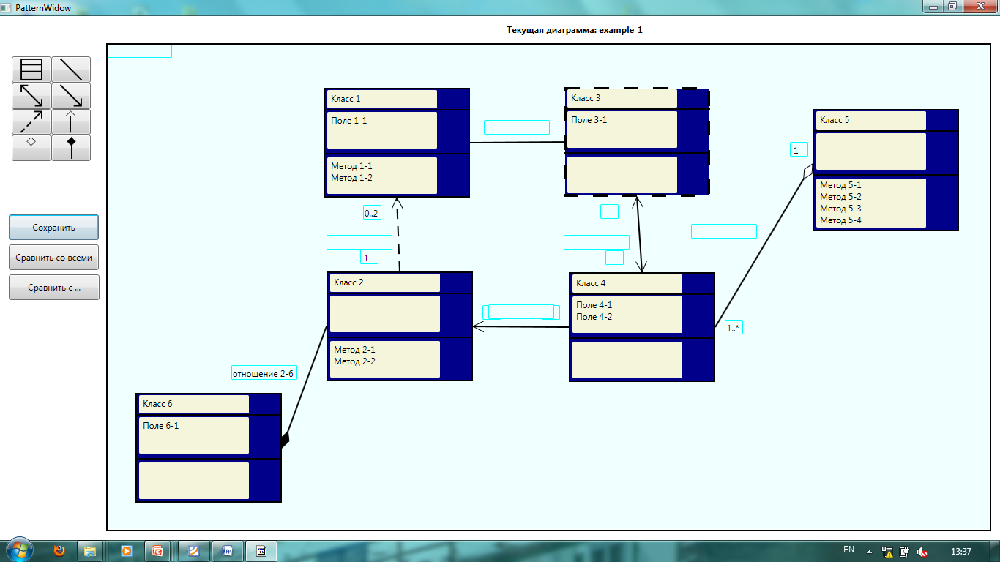 PatternWidow
Текущая диаграмма: example_1
Класс 1
Поле 1-1
Метод 1-1
Метод 1-2
Класс 3
Поле 3-1
Класс 5
Метод 5-1
Метод 5-2
Метод 5-3
Метод 5-4
1
0..2
1
Сохранить
Сравнить со всеми
Сравнить с ...
Класс 2
Метод 2-1
Метод 2-2
Класс 4
Поле 4-1
Поле 4-2
1..*
отношение 2-6
Класс 6
Поле 6-1
EN
13:37